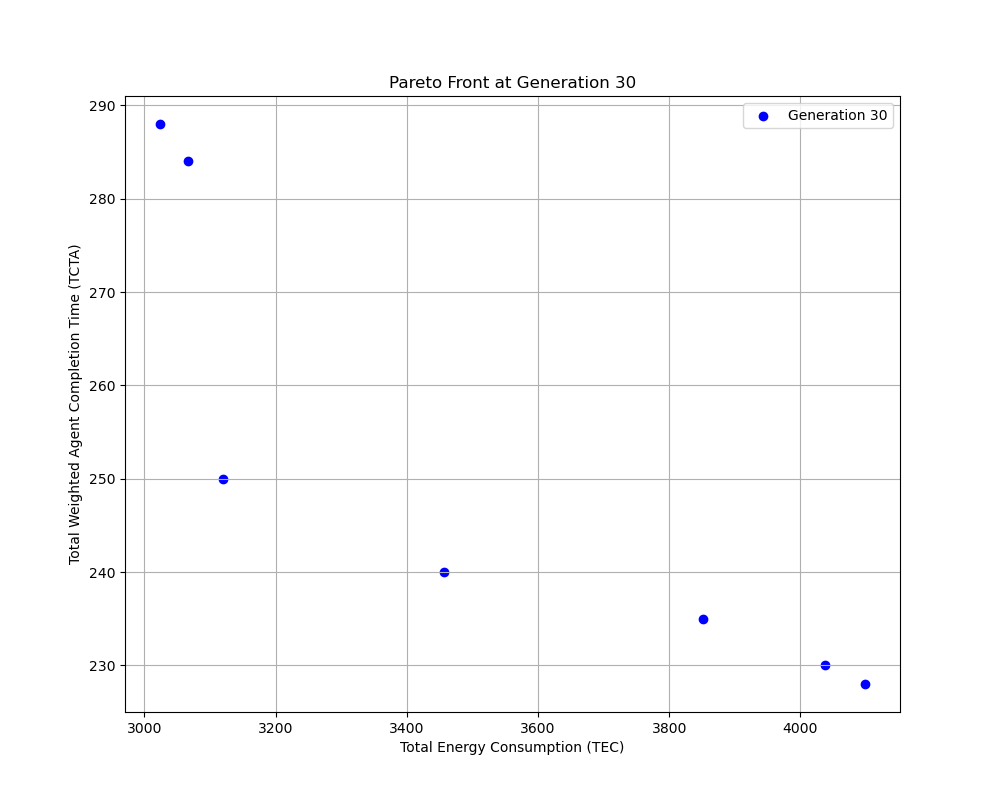 Pareto Front at Generation 30
Generation 30
290
280
270
260
250
240
230
Total Weighted Agent Completion Time (TCTA)
3000 3200 3400 3600 3800 4000
Total Energy Consumption (TEC)